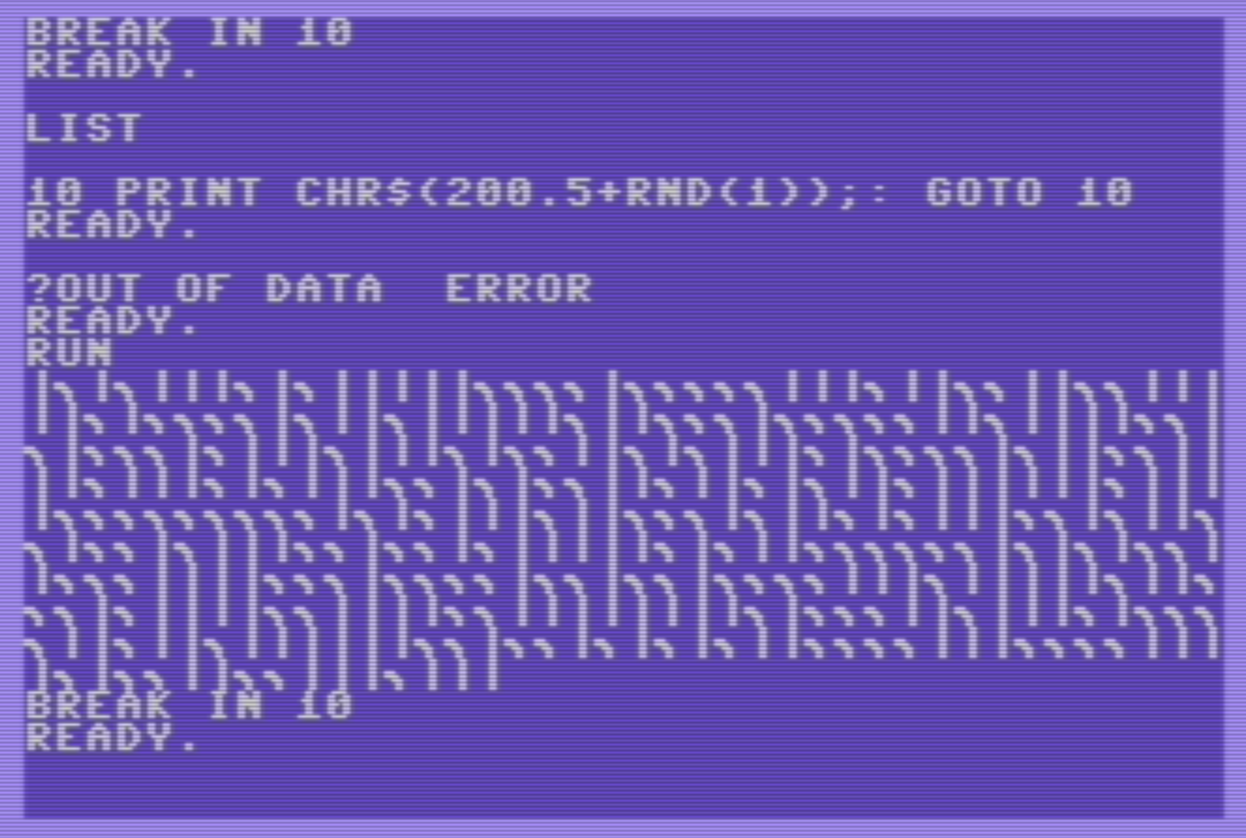 BREAK IN 10
READY.
LIST
10 PRINT CHR$(200.5+RND(1));: GOTO 10
READY.
?OUT OF DATA  ERROR
READY.
RUN
BREAK IN 10
READY.